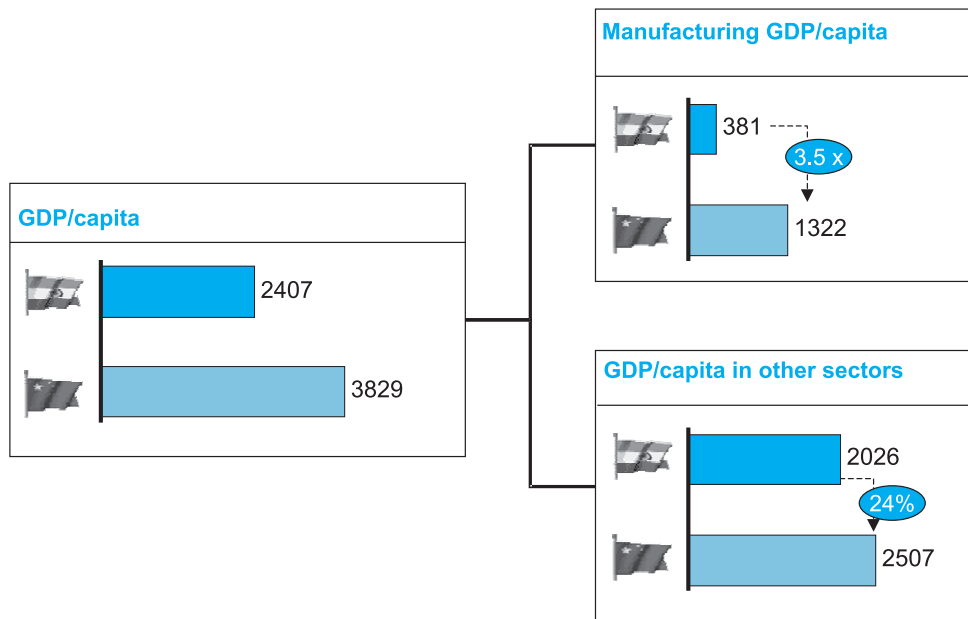 GDP/capita
2407
3829
Manufacturing GDP/capita
381
3.5 x
1322
GDP/capita in other sectors
2026
24%
2507